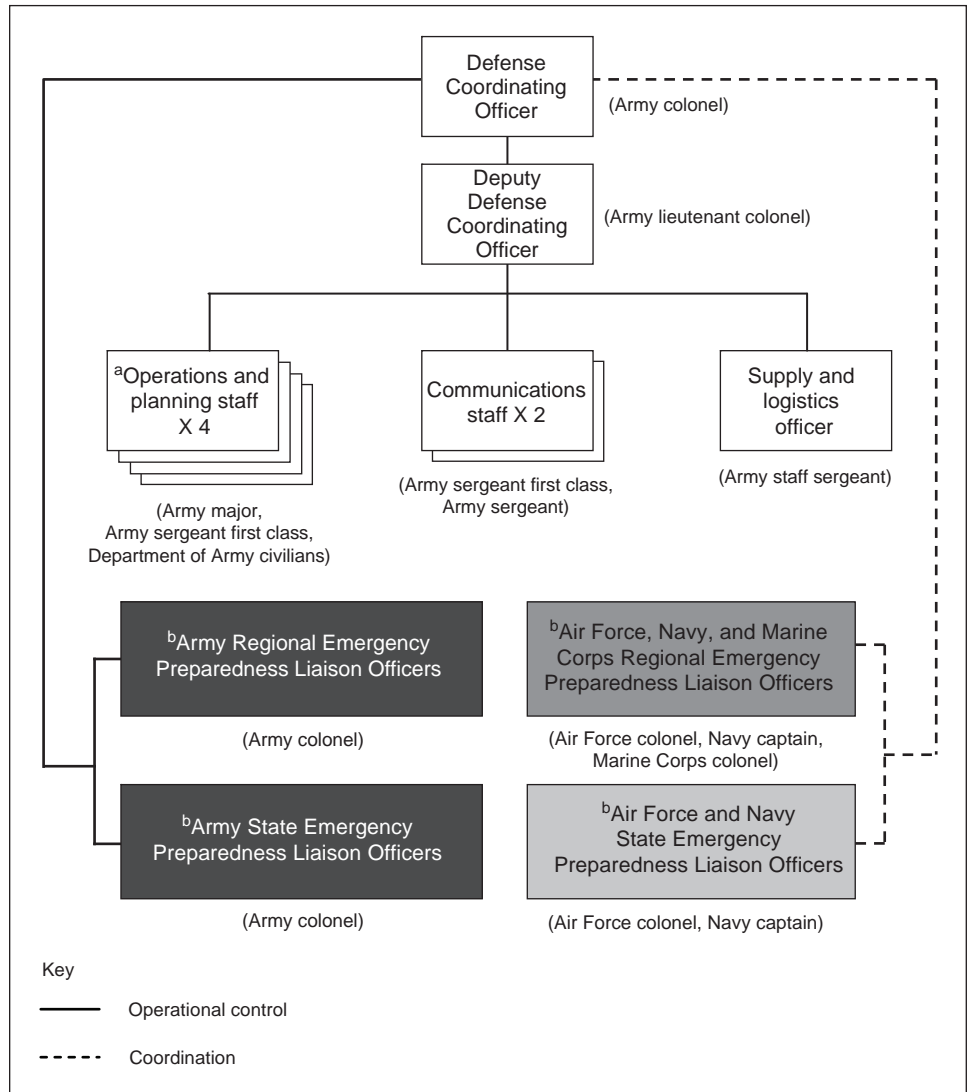 Defense
Coordinating
Officer
(Army colonel)
Deputy
Defense
Coordinating
Officer
(Army lieutenant colonel)
aOperations and
planning staff
X 4
(Army major,
Army sergeant first class,
Department of Army civilians)
Communications
staff X 2
(Army sergeant first class,
Army sergeant)
Supply and
logistics
officer
(Army staff sergeant)
bArmy Regional Emergency
Preparedness Liaison Officers
(Army colonel)
bAir Force, Navy, and Marine
Corps Regional Emergency
Preparedness Liaison Officers
(Air Force colonel, Navy captain,
Marine Corps colonel)
bArmy State Emergency
Preparedness Liaison Officers
(Army colonel)
bAir Force and Navy
State Emergency
Preparedness Liaison Officers
(Air Force colonel, Navy captain)
Key
Operational control
Coordination